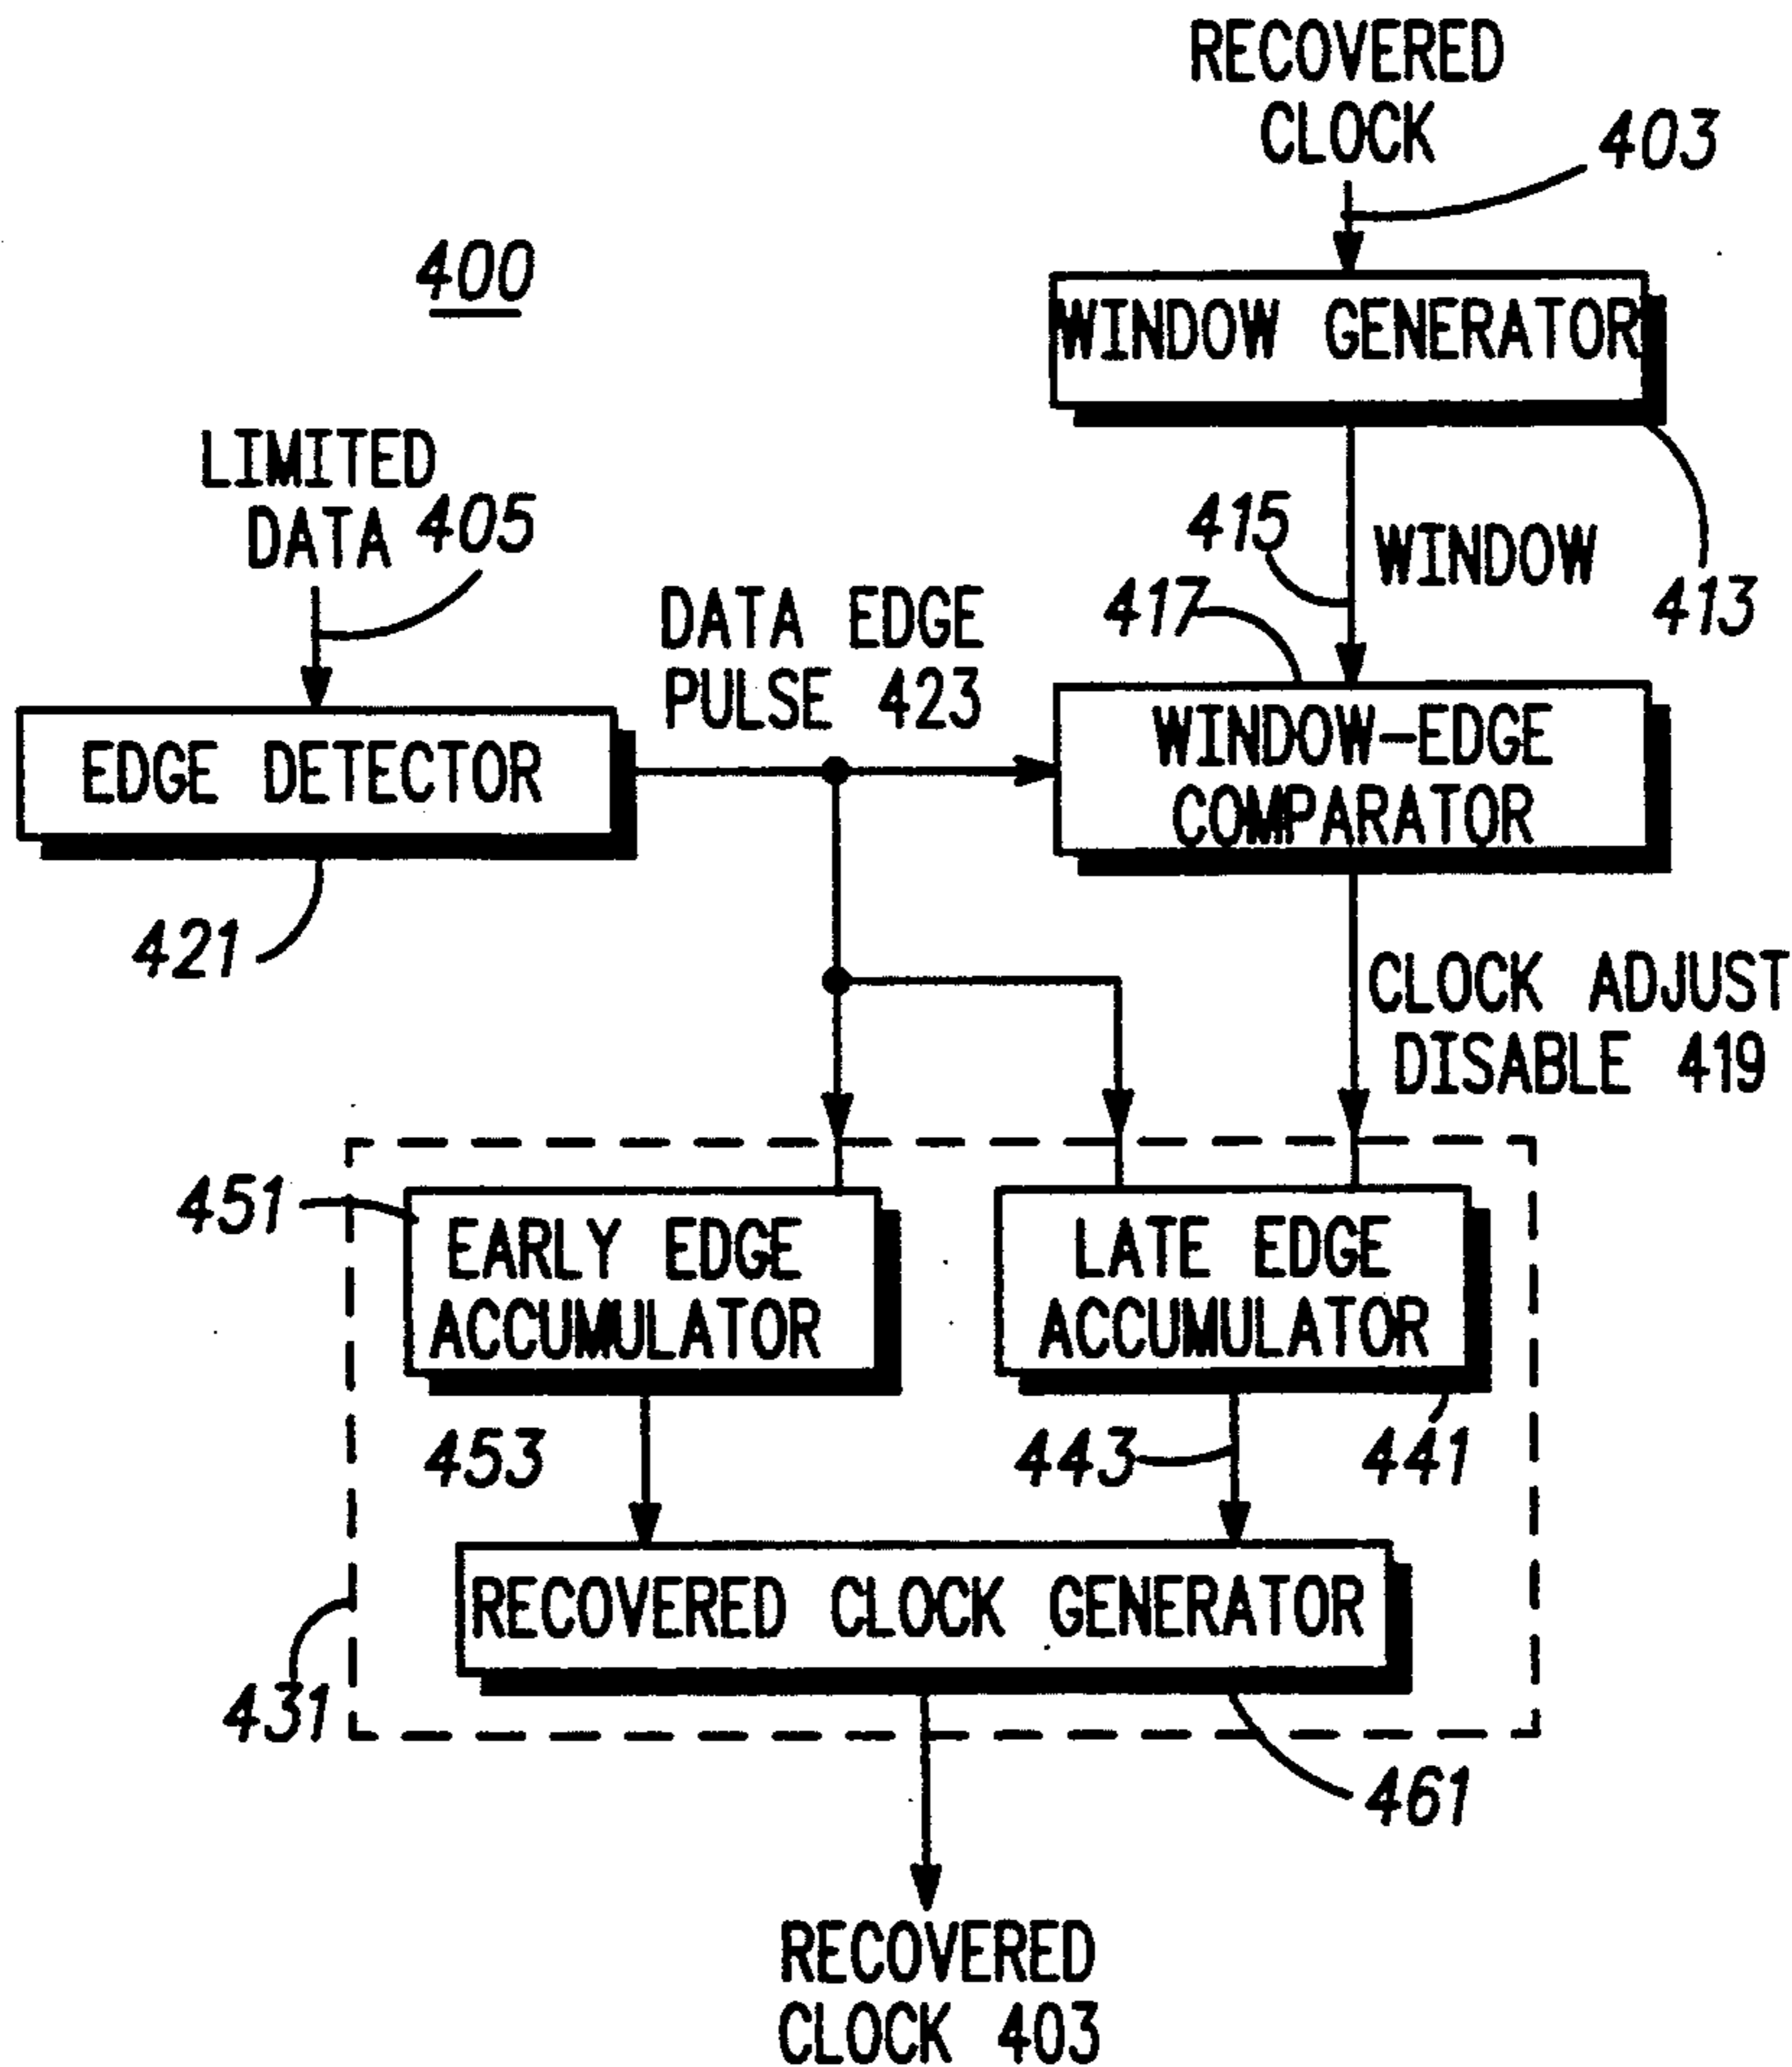 RECOVERED
CLOCK
403
400
WINDOW GENERATOR
LIMITED
DATA 405
415
WINDOW
413
417
DATA EDGE
PULSE 423
EDGE DETECTOR
WINDOW-EDGE
COMPARATOR
421
CLOCK ADJUST
DISABLE 419
451
EARLY EDGE
ACCUMULATOR
LATE EDGE
ACCUMULATOR
453
443
441
RECOVERED CLOCK GENERATOR
431
461
RECOVERED
CLOCK 403